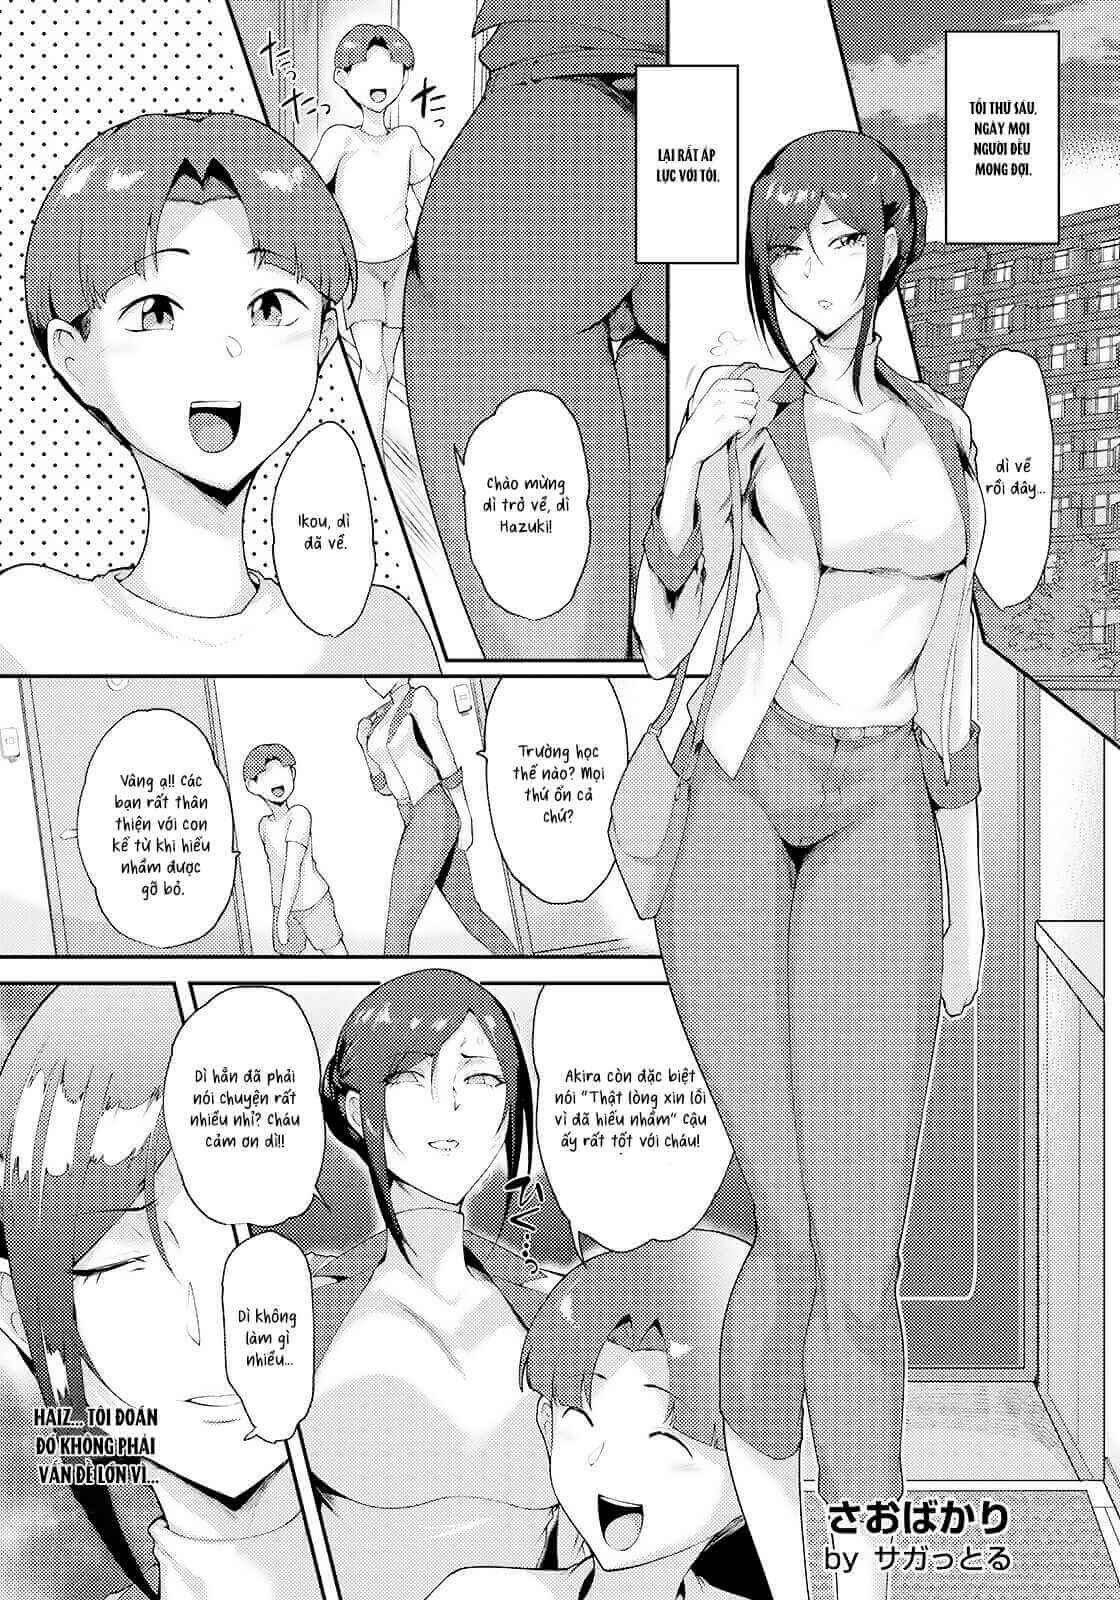 TỐI THỨ SÁU,
NGÀY MỌI
NGƯỜI ĐỀU
MONG ĐỢI.
LẠI RẤT ÁP
LỰC VỚI TÔI.
dì về
rồi đây...
たっ
たっ
Chào mừng
dì trở về, dì
Hazuki!
Ikou, dì
đã về.
Trường học
thế nào? Mọi
thứ ổn cả
chứ?
Vâng ạ!! Các
bạn rất thân
thiện với con
kể từ khi hiểu
nhầm được
gỡ bỏ.
Akira còn đặc biệt
nói "Thật lòng xin lỗi
vì đã hiểu nhầm" Cậu
ấy rất tốt với cháu!
Dì hẳn đã phải
nói chuyện rất
nhiều nhỉ? Cháu
cảm ơn dì!!
Dì không
làm gì
nhiều...
HAIZ... TÔI ĐOÁN
ĐÓ KHÔNG PHẢI
VẤN ĐỀ LỚN VÌ...
さおばかり
by サガっとる